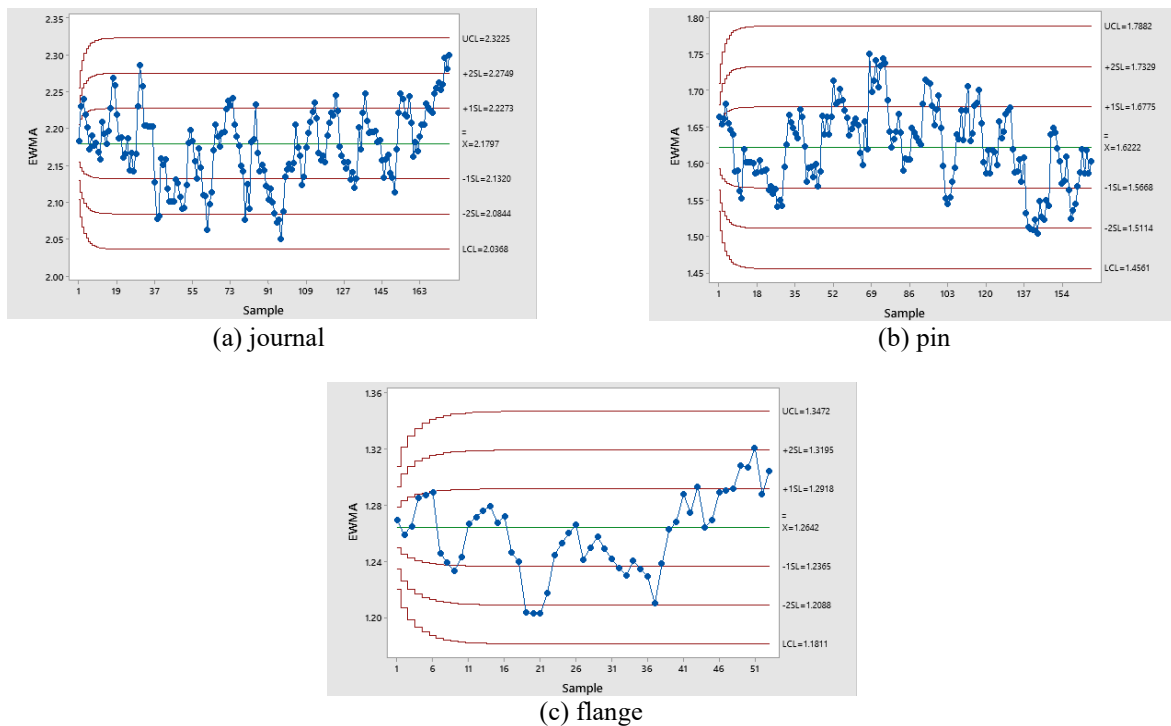 2.35
2.30
2.25
2.20
2.15
2.10
2.05
2.00
EWMA
UCL=2.3225
+2SL=2.2749
+1SL=2.2273
=
X=2.1797
-1SL=2.1320
-2SL=2.0844
LCL=2.0368
1 19 37 55 73 91 109 127 145 163
Sample
(a) journal
1.80
1.75
1.70
1.65
1.60
1.55
1.50
1.45
EWMA
UCL=1.7882
+2SL=1.7329
+1SL=1.6775
=
X=1.6222
-1SL=1.5668
-2SL=1.5114
LCL=1.4561
1 18 35 52 69 86 103 120 137 154
Sample
(b) pin
1.36
1.32
1.28
1.24
1.20
EWMA
UCL=1.3472
+2SL=1.3195
+1SL=1.2918
=
X=1.2642
-1SL=1.2365
-2SL=1.2088
LCL=1.1811
1 6 11 16 21 26 31 36 41 46 51
Sample
(c) flange